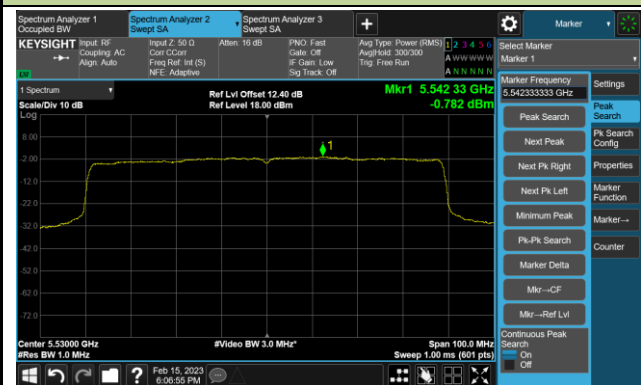 Spectrum Analyzer 1
Occupied BW
Spectrum Analyzer 2
Swept SA
Spectrum Analyzer 3
Swept SA
+
Marker
KEYSIGHT
Input: RF
Coupling: AC
Align: Auto
Input Z: 50 Ω
Corr CCorr
Freq Ref: Int (S)
NFE: Adaptive
Atten: 16 dB
PNO: Fast
Gate: Off
IF Gain: Low
Sig Track: Off
Avg Type: Power (RMS)
Avg|Hold: 300/300
Trig: Free Run
1 2 3 4 5 6
A W W W W W
A N N N N N
Select Marker
Marker 1
1 Spectrum
Scale/Div 10 dB
Log
Ref Lvl Offset 12.40 dB
Ref Level 18.00 dBm
Mkr1 5.542 33 GHz
-0.782 dBm
8.00
-2.00
-12.0
-22.0
-32.0
-42.0
-52.0
-62.0
-72.0
1
Center 5.53000 GHz
#Res BW 1.0 MHz
#Video BW 3.0 MHz*
Span 100.0 MHz
Sweep 1.00 ms (601 pts)
Marker Frequency
5.542333333 GHz
Peak Search
Next Peak
Next Pk Right
Next Pk Left
Minimum Peak
Pk-Pk Search
Marker Delta
Mkr→CF
Mkr→Ref Lvl
Continuous Peak
Search
On
Off
Settings
Peak
Search
Pk Search
Config
Properties
Marker
Function
Marker→
Counter
?
Feb 15, 2023
6:06:55 PM